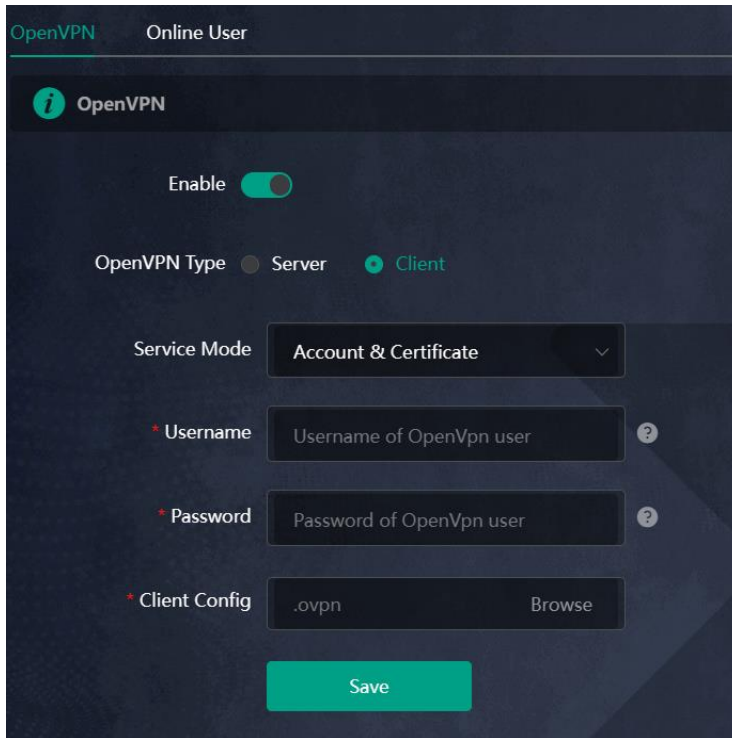 OpenVPN Online User
OpenVPN
Enable
OpenVPN Type Server Client
Service Mode Account & Certificate
* Username Username of OpenVpn user
* Password Password of OpenVpn user
* Client Config .ovpn Browse
Save